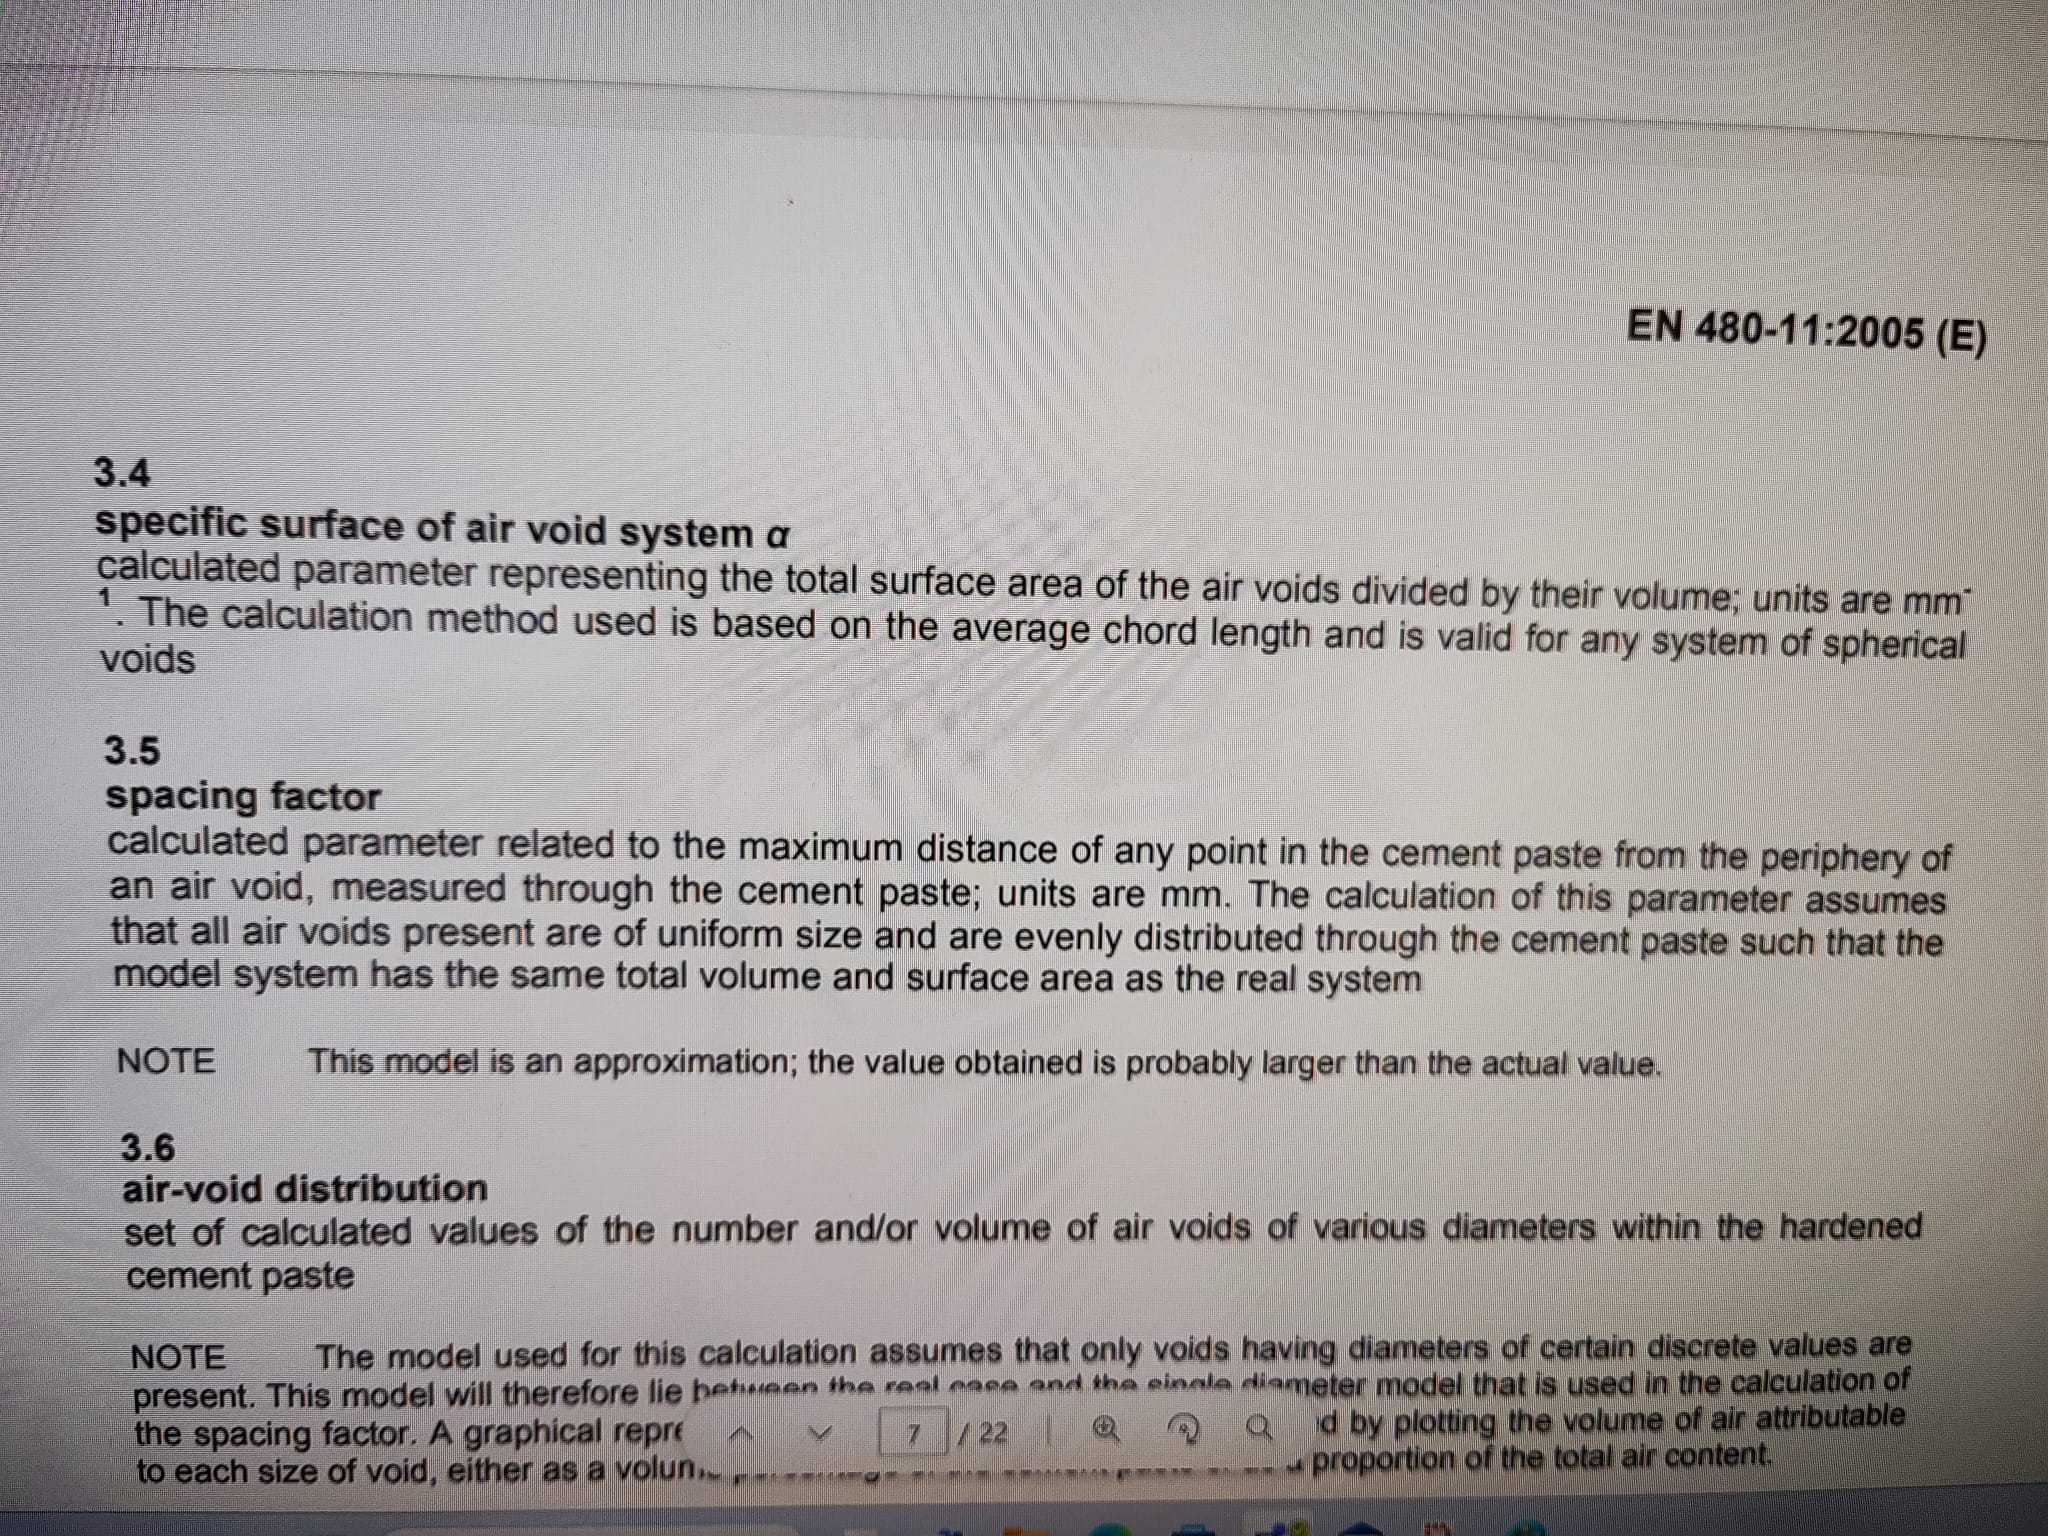 EN 480-11:2005 (E)
3.4
specific surface of air void system α
calculated parameter representing the total surface area of the air voids divided by their volume; units are mm⁻
¹. The calculation method used is based on the average chord length and is valid for any system of spherical
voids
3.5
spacing factor
calculated parameter related to the maximum distance of any point in the cement paste from the periphery of
an air void, measured through the cement paste; units are mm. The calculation of this parameter assumes
that all air voids present are of uniform size and are evenly distributed through the cement paste such that the
model system has the same total volume and surface area as the real system
NOTE This model is an approximation; the value obtained is probably larger than the actual value.
3.6
air-void distribution
set of calculated values of the number and/or volume of air voids of various diameters within the hardened
cement paste
NOTE The model used for this calculation assumes that only voids having diameters of certain discrete values are
present. This model will therefore lie between the real case and the single diameter model that is used in the calculation of
the spacing factor. A graphical repre d by plotting the volume of air attributable
to each size of void, either as a volum proportion of the total air content.
7 / 22